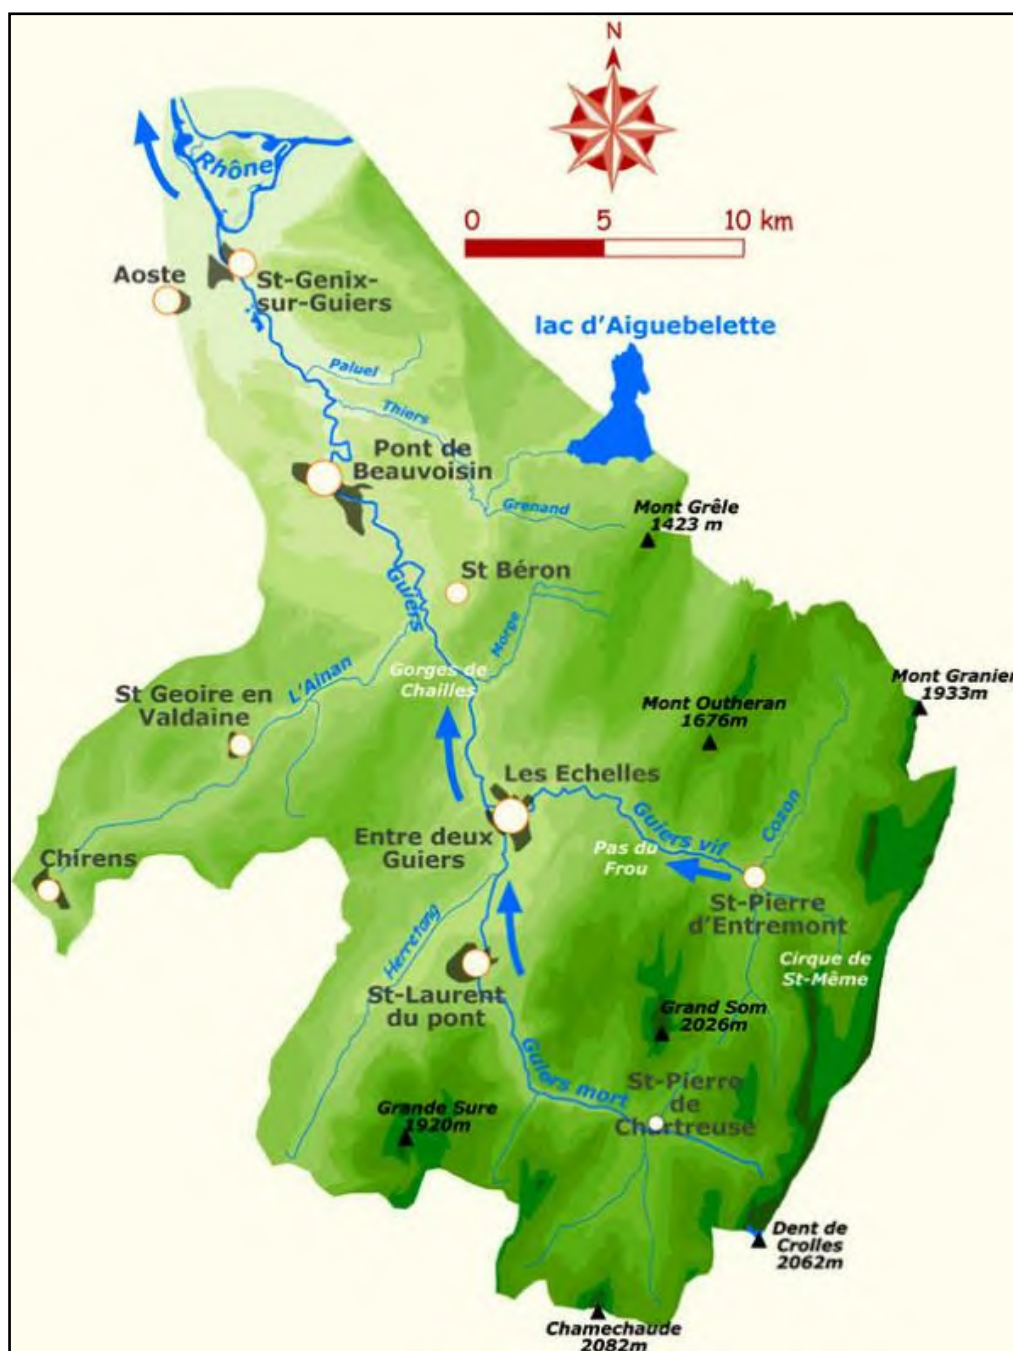 N
Rhône
0 5 10 km
Aoste
St-Genix-
sur-Guiers
lac d'Aiguebelette
Paluel
Thiers
Pont de
Beauvoisin
Grenand
Mont Grêle
1423 m
St Béron
Guiers
Morge
Gorges de
Chailles
L'Ainan
St Geoire en
Valdaine
Mont Granier
1933m
Mont Outheran
1676m
Les Echelles
Guiers vif
Cozon
Entre deux
Guiers
Pas du
Frou
Chirens
St-Pierre
d'Entremont
Herretang
Cirque de
St-Même
St-Laurent
du pont
Grand Som
2026m
Guiers mort
St-Pierre
de
Chartreuse
Grande Sure
1920m
Dent de
Crolles
2062m
Chamechaude
2082m